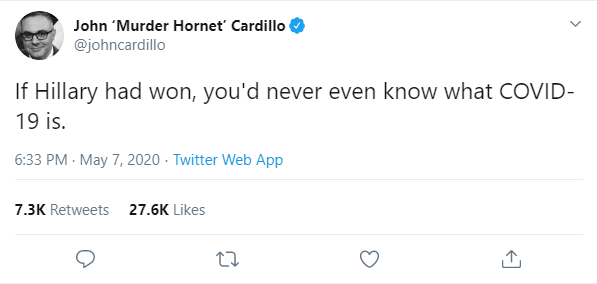 John ‘Murder Hornet’ Cardillo
@johncardillo
If Hillary had won, you'd never even know what COVID-
19 is.
6:33 PM · May 7, 2020 · Twitter Web App
7.3K Retweets 27.6K Likes